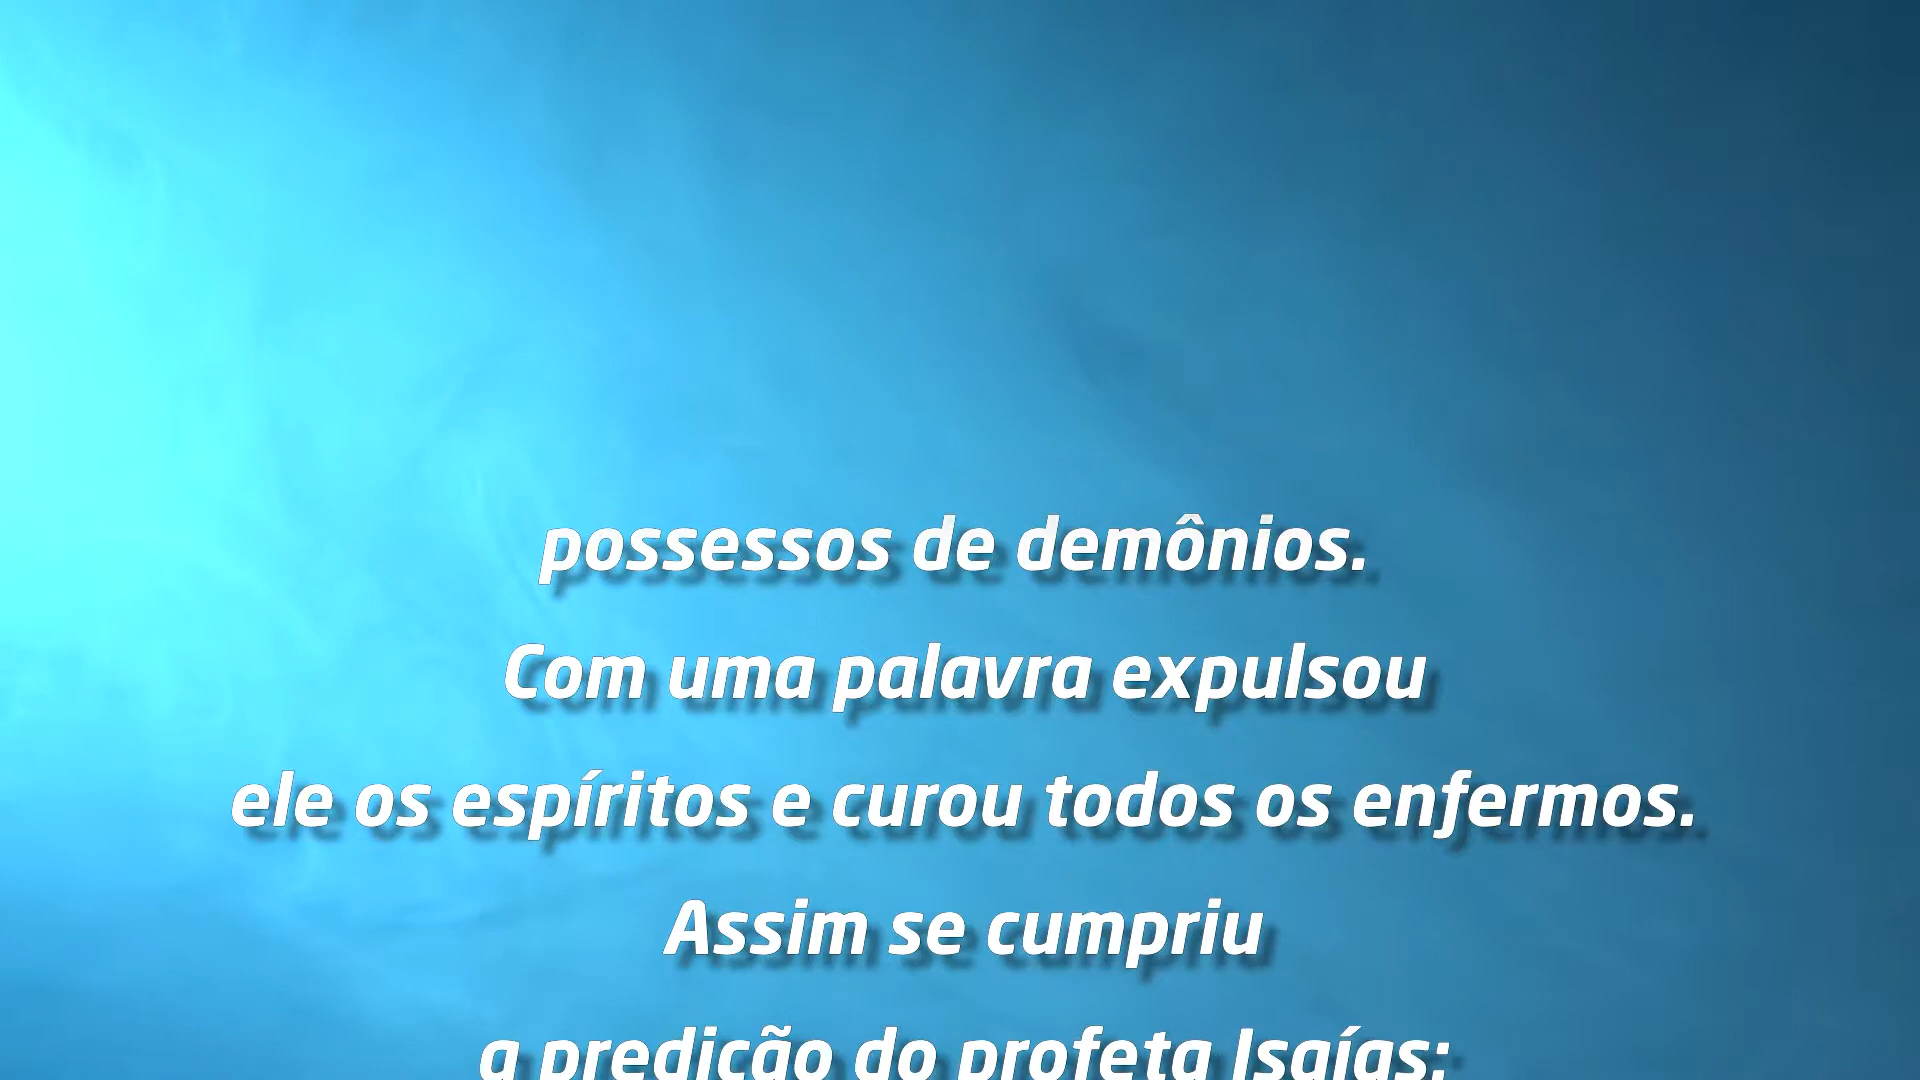 possessos de demônios.
Com uma palavra expulsou
ele os espíritos e curou todos os enfermos.
Assim se cumpriu
a predição do profeta Isaías: